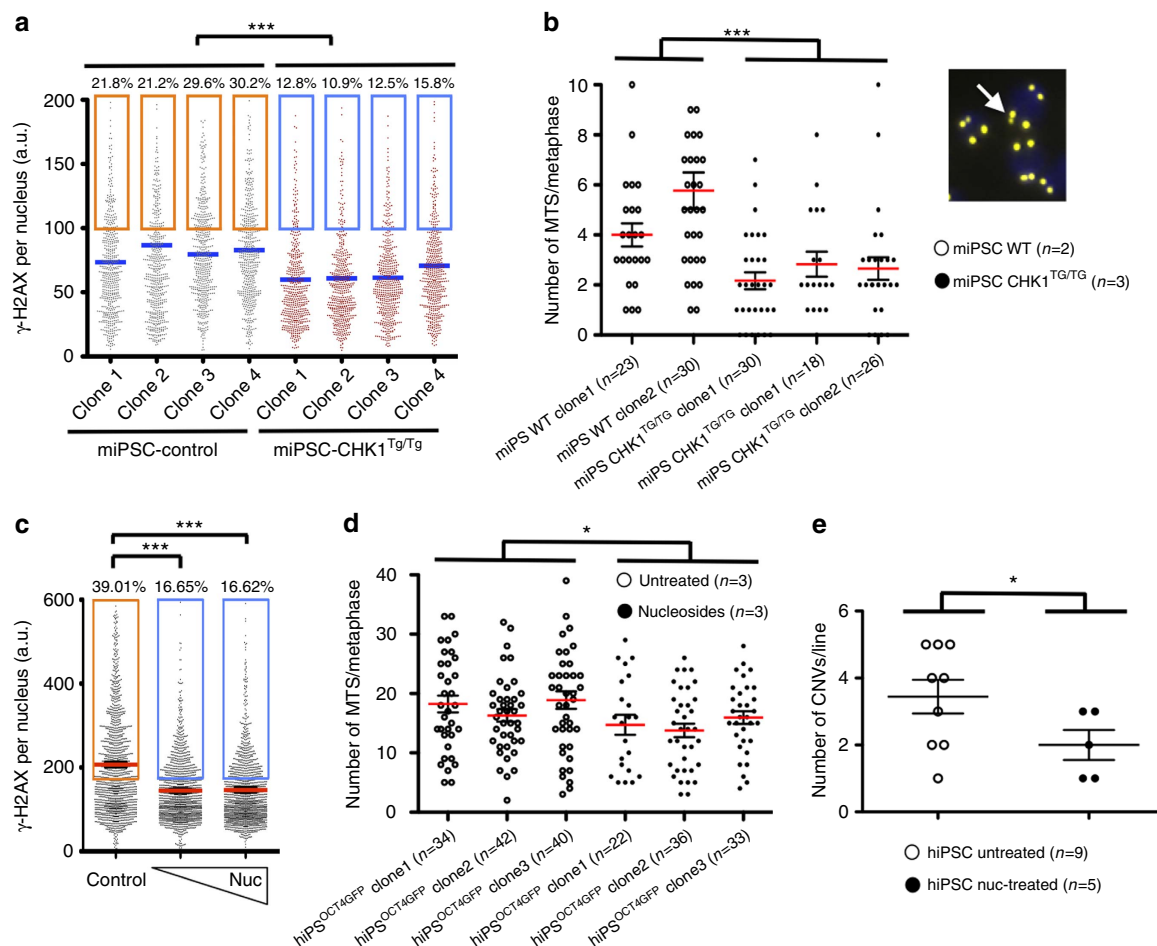 a
***
21.8% 21.2% 29.6% 30.2% 12.8% 10.9% 12.5% 15.8%
γ-H2AX per nucleus (a.u.)
200
150
100
50
0
Clone 1 Clone 2 Clone 3 Clone 4 Clone 1 Clone 2 Clone 3 Clone 4
miPSC-control miPSC-CHK1Tg/Tg
b
***
Number of MTS/metaphase
10
8
6
4
2
0
miPS WT clone1 (n=23)
miPS WT clone2 (n=30)
miPS CHK1TG/TG clone1 (n=30)
miPS CHK1TG/TG clone1 (n=18)
miPS CHK1TG/TG clone2 (n=26)
miPSC WT (n=2)
miPSC CHK1TG/TG (n=3)
c
***
***
39.01% 16.65% 16.62%
γ-H2AX per nucleus (a.u.)
600
400
200
0
Control Nuc
d
*
Untreated (n=3)
Nucleosides (n=3)
Number of MTS/metaphase
40
30
20
10
0
hiPSOCT4GFP clone1 (n=34)
hiPSOCT4GFP clone2 (n=42)
hiPSOCT4GFP clone3 (n=40)
hiPSOCT4GFP clone1 (n=22)
hiPSOCT4GFP clone2 (n=36)
hiPSOCT4GFP clone3 (n=33)
e
*
Number of CNVs/line
6
4
2
0
hiPSC untreated (n=9)
hiPSC nuc-treated (n=5)